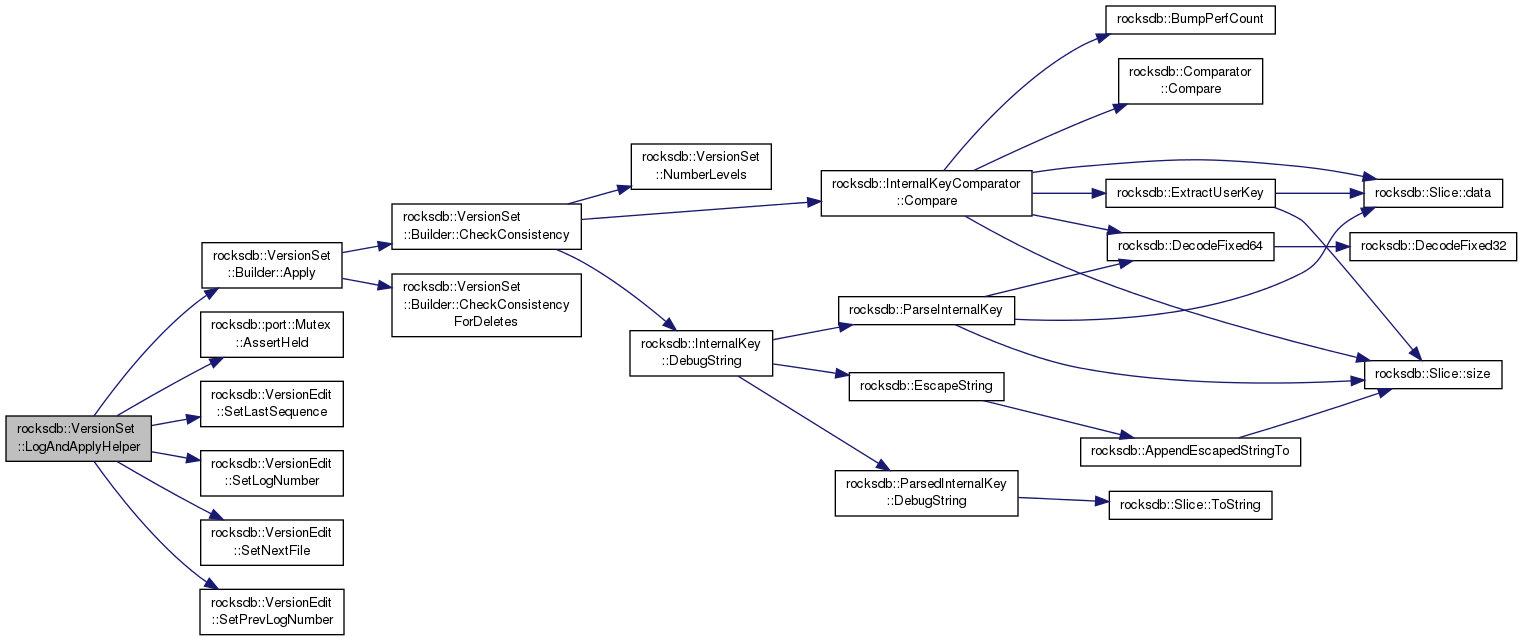 rocksdb::VersionSet
::LogAndApplyHelper
rocksdb::VersionSet
::Builder::Apply
rocksdb::port::Mutex
::AssertHeld
rocksdb::VersionEdit
::SetLastSequence
rocksdb::VersionEdit
::SetLogNumber
rocksdb::VersionEdit
::SetNextFile
rocksdb::VersionEdit
::SetPrevLogNumber
rocksdb::VersionSet
::Builder::CheckConsistency
rocksdb::VersionSet
::Builder::CheckConsistency
ForDeletes
rocksdb::VersionSet
::NumberLevels
rocksdb::InternalKey
::DebugString
rocksdb::InternalKeyComparator
::Compare
rocksdb::ParseInternalKey
rocksdb::EscapeString
rocksdb::ParsedInternalKey
::DebugString
rocksdb::BumpPerfCount
rocksdb::Comparator
::Compare
rocksdb::ExtractUserKey
rocksdb::DecodeFixed64
rocksdb::AppendEscapedStringTo
rocksdb::Slice::ToString
rocksdb::Slice::data
rocksdb::DecodeFixed32
rocksdb::Slice::size